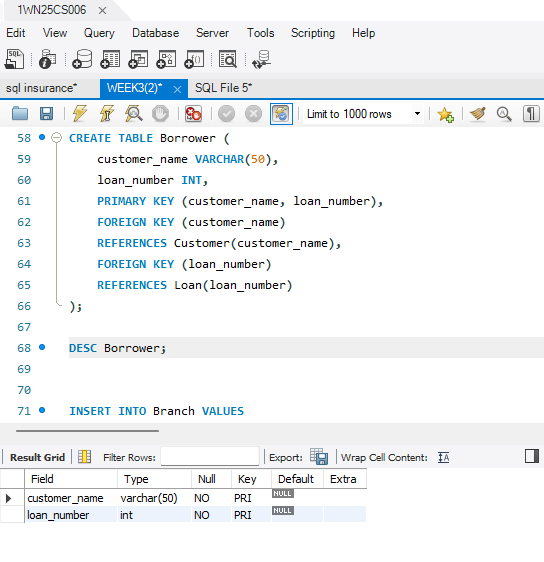 1WN25CS006
Edit View Query Database Server Tools Scripting Help
sql insurance* WEEK3(2)* SQL File 5*
Limit to 1000 rows
58 CREATE TABLE Borrower (
59 customer_name VARCHAR(50),
60 loan_number INT,
61 PRIMARY KEY (customer_name, loan_number),
62 FOREIGN KEY (customer_name)
63 REFERENCES Customer(customer_name),
64 FOREIGN KEY (loan_number)
65 REFERENCES Loan(loan_number)
66 );
67
68 DESC Borrower;
69
70
71 INSERT INTO Branch VALUES
Result Grid Filter Rows: Export: Wrap Cell Content:
Field Type Null Key Default Extra
customer_name varchar(50) NO PRI NULL
loan_number int NO PRI NULL